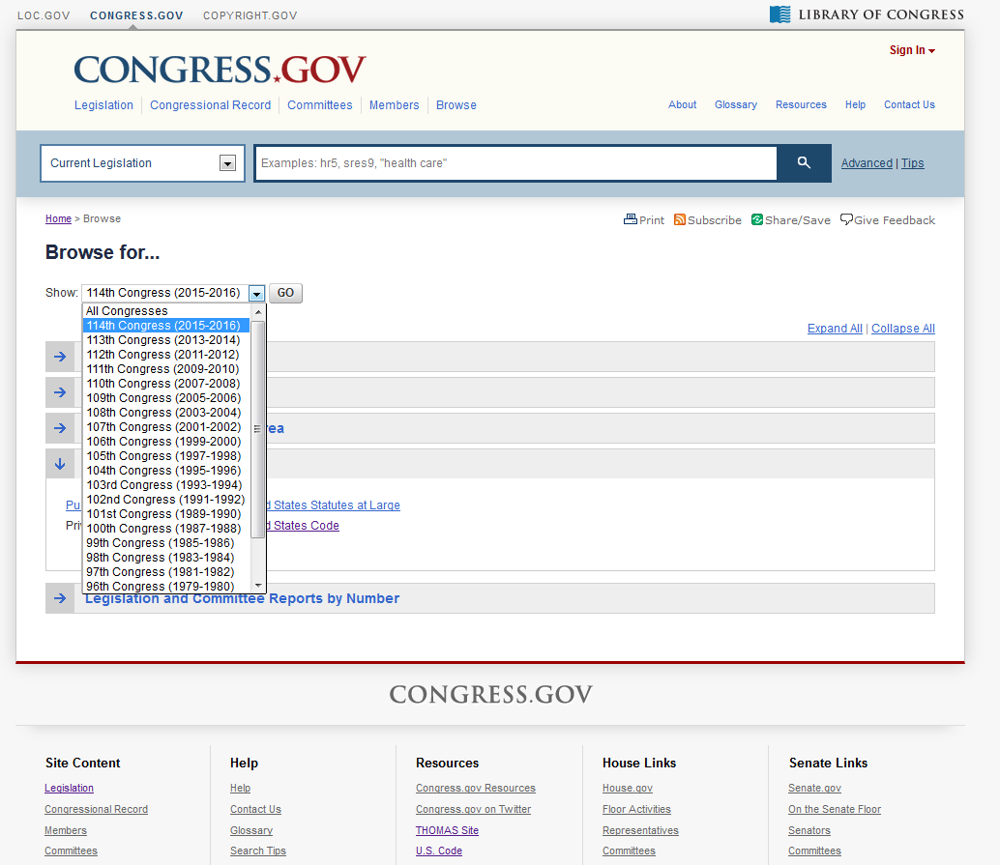 LOC.GOV CONGRESS.GOV COPYRIGHT.GOV LIBRARY OF CONGRESS
Sign In
CONGRESS.GOV
Legislation Congressional Record Committees Members Browse About Glossary Resources Help Contact Us
Current Legislation Examples: hr5, sres9, "health care" Advanced | Tips
Home > Browse Print Subscribe Share/Save Give Feedback
Browse for...
Show: 114th Congress (2015-2016) GO
All Congresses
114th Congress (2015-2016)
Expand All | Collapse All
113th Congress (2013-2014)
112th Congress (2011-2012)
111th Congress (2009-2010)
110th Congress (2007-2008)
109th Congress (2005-2006)
108th Congress (2003-2004)
107th Congress (2001-2002) rea
106th Congress (1999-2000)
105th Congress (1997-1998)
104th Congress (1995-1996)
103rd Congress (1993-1994)
102nd Congress (1991-1992)
Pu d States Statutes at Large
101st Congress (1989-1990)
Pri 100th Congress (1987-1988) d States Code
99th Congress (1985-1986)
98th Congress (1983-1984)
97th Congress (1981-1982)
96th Congress (1979-1980)
Legislation and Committee Reports by Number
CONGRESS.GOV
Site Content Help Resources House Links Senate Links
Legislation Help Congress.gov Resources House.gov Senate.gov
Congressional Record Contact Us Congress.gov on Twitter Floor Activities On the Senate Floor
Members Glossary THOMAS Site Representatives Senators
Committees Search Tips U.S. Code Committees Committees